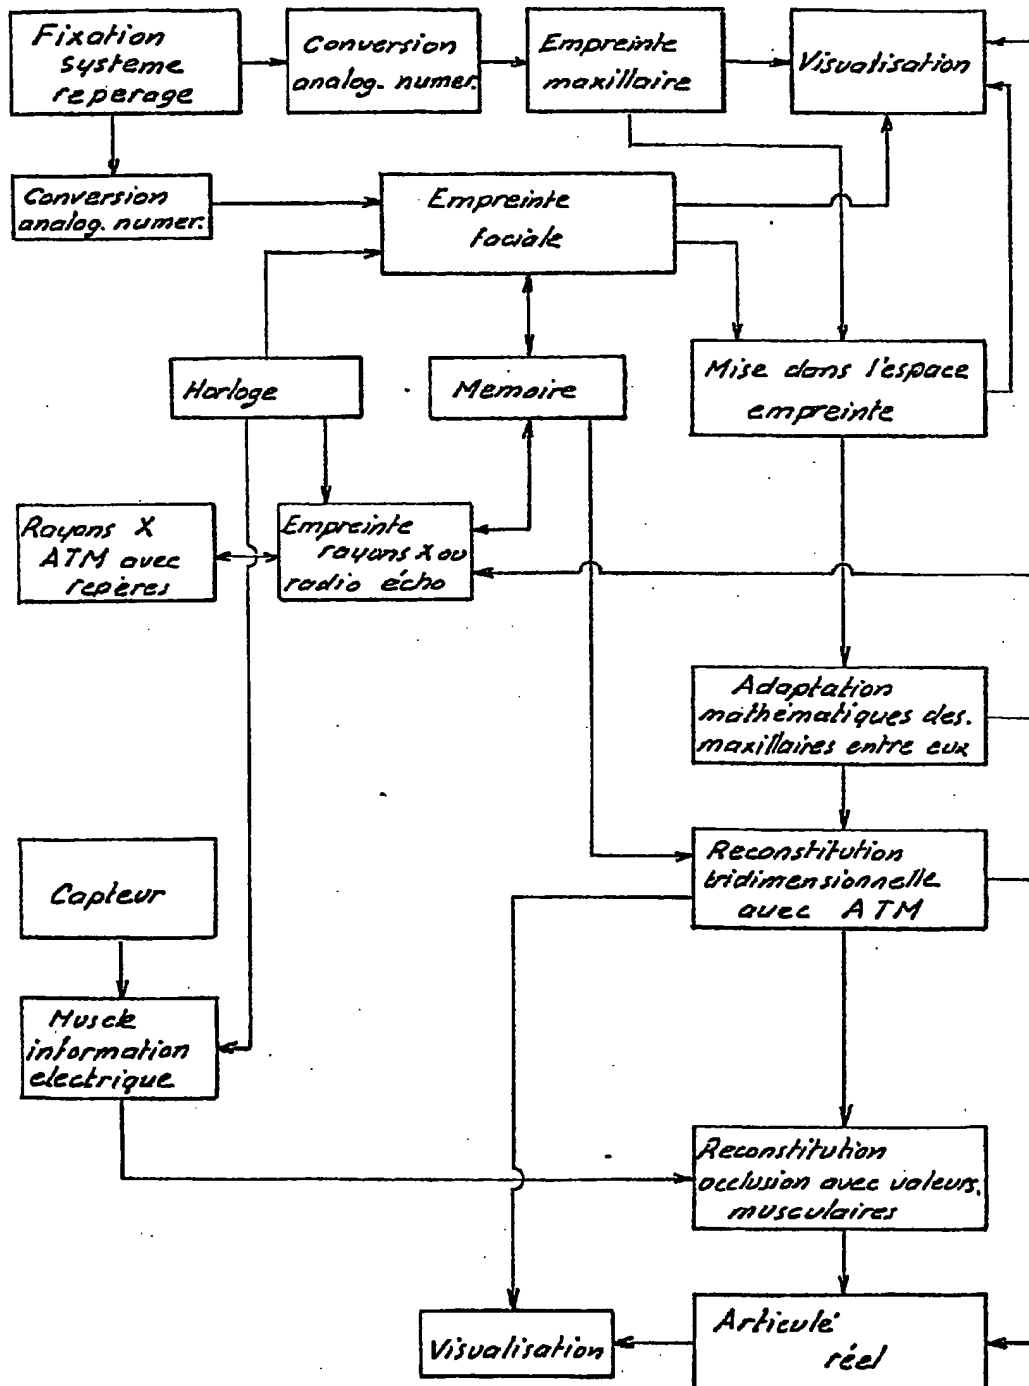 Fixation
systeme
reperage
Conversion
analog. numer.
Empreinte
maxillaire
Visualisation
Conversion
analog. numer.
Empreinte
faciale
Horloge
Memoire
Mise dans l'espace
empreinte
Rayons X
ATM avec
repères
Empreinte
rayons x ou
radio écho
Adaptation
mathématiques des.
maxillaires entre eux
Reconstitution
tridimensionnelle
avec ATM
Capteur
Muscle
information
electrique
Reconstitution
occlusion avec valeurs.
musculaires
Visualisation
Articulé
réel